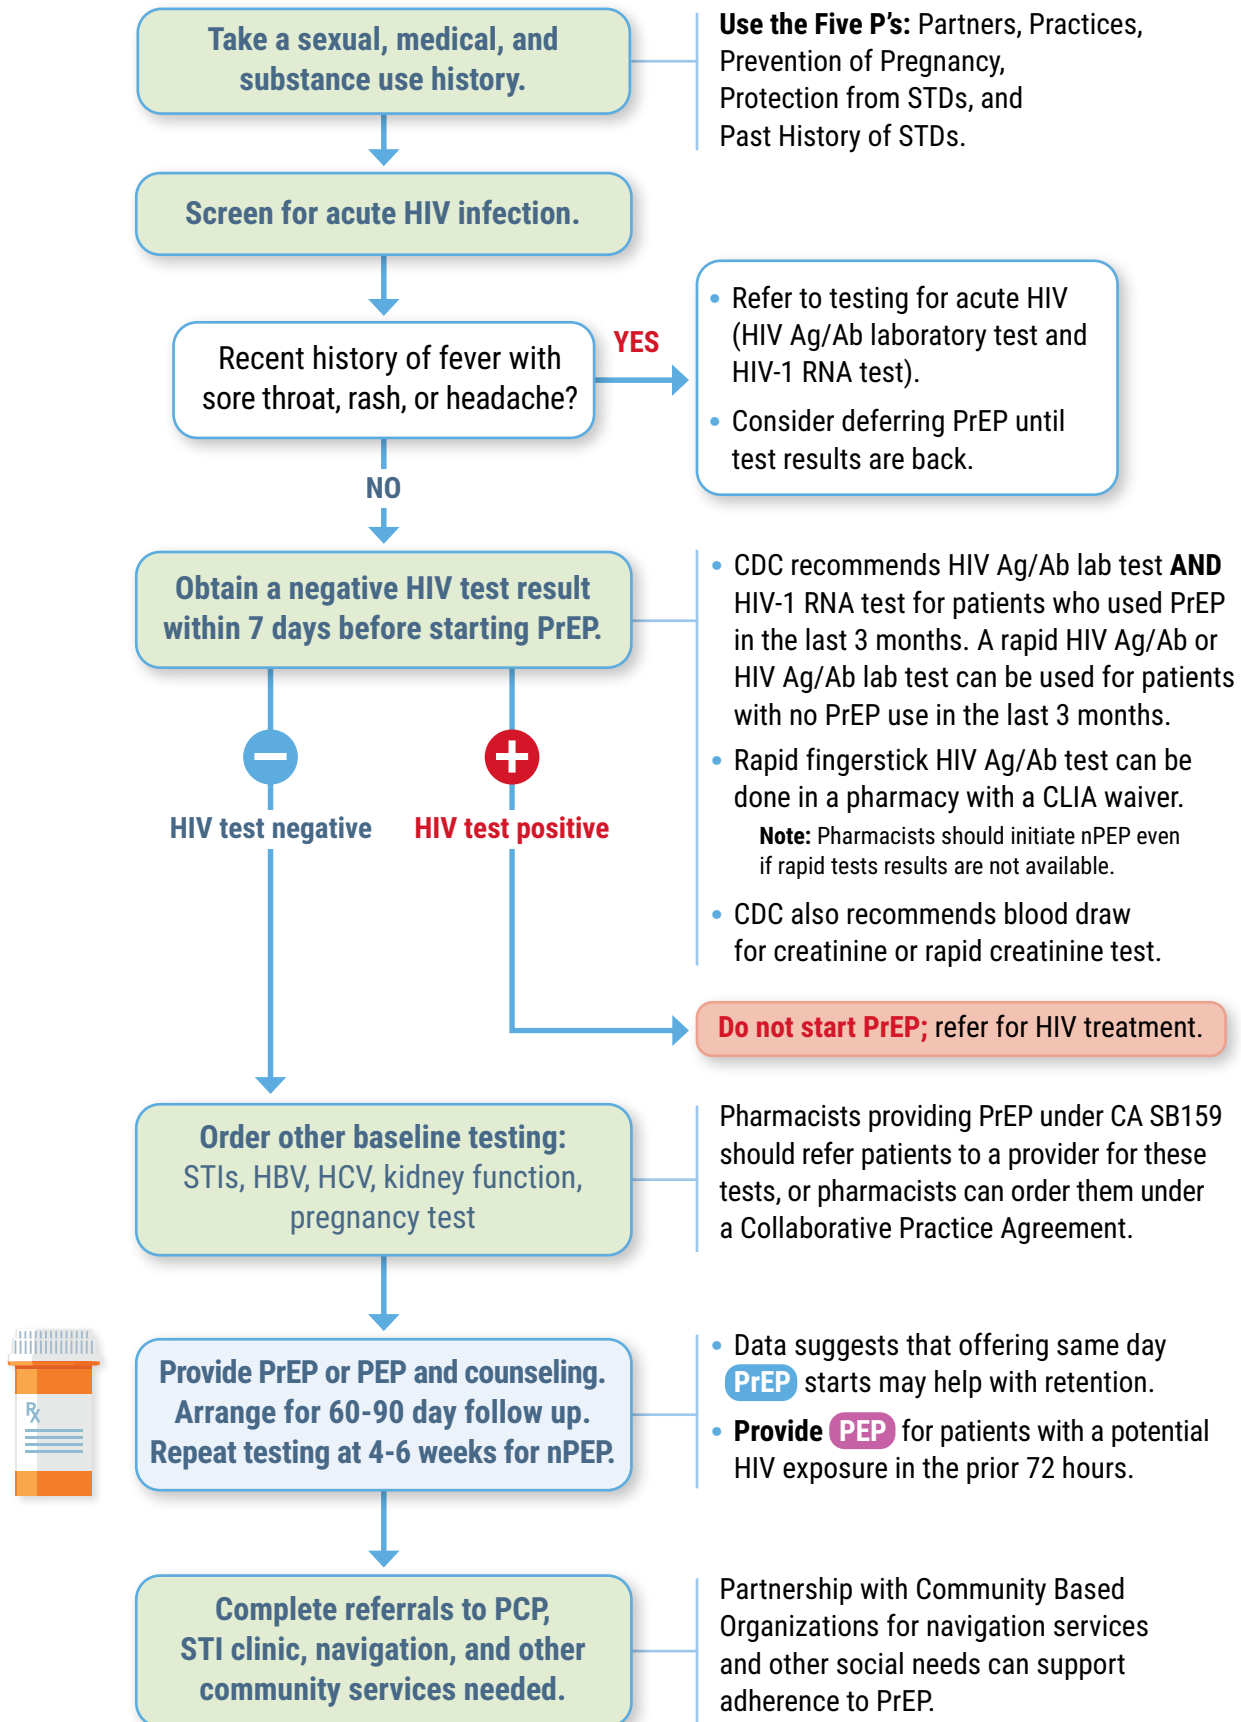 Take a sexual, medical, and
substance use history.
Use the Five P's: Partners, Practices,
Prevention of Pregnancy,
Protection from STDs, and
Past History of STDs.
Screen for acute HIV infection.
Recent history of fever with
sore throat, rash, or headache?
YES
• Refer to testing for acute HIV
(HIV Ag/Ab laboratory test and
HIV-1 RNA test).
• Consider deferring PrEP until
test results are back.
NO
Obtain a negative HIV test result
within 7 days before starting PrEP.
• CDC recommends HIV Ag/Ab lab test AND
HIV-1 RNA test for patients who used PrEP
in the last 3 months. A rapid HIV Ag/Ab or
HIV Ag/Ab lab test can be used for patients
with no PrEP use in the last 3 months.
• Rapid fingerstick HIV Ag/Ab test can be
done in a pharmacy with a CLIA waiver.
Note: Pharmacists should initiate nPEP even
if rapid tests results are not available.
• CDC also recommends blood draw
for creatinine or rapid creatinine test.
HIV test negative
HIV test positive
Do not start PrEP; refer for HIV treatment.
Order other baseline testing:
STIs, HBV, HCV, kidney function,
pregnancy test
Pharmacists providing PrEP under CA SB159
should refer patients to a provider for these
tests, or pharmacists can order them under
a Collaborative Practice Agreement.
Rx
Provide PrEP or PEP and counseling.
Arrange for 60-90 day follow up.
Repeat testing at 4-6 weeks for nPEP.
• Data suggests that offering same day
PrEP starts may help with retention.
• Provide PEP for patients with a potential
HIV exposure in the prior 72 hours.
Complete referrals to PCP,
STI clinic, navigation, and other
community services needed.
Partnership with Community Based
Organizations for navigation services
and other social needs can support
adherence to PrEP.